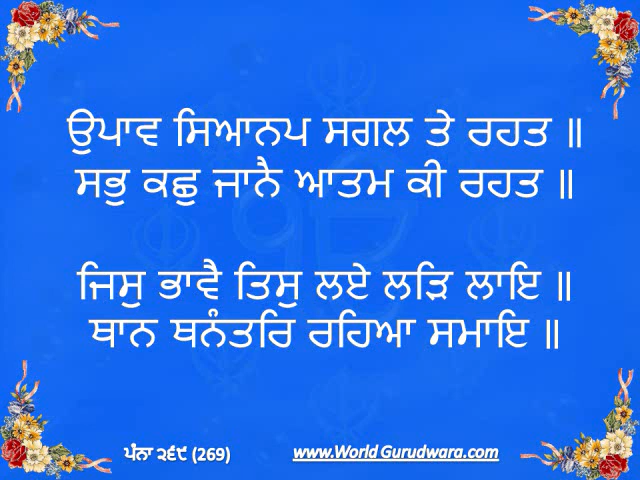 ਉਪਾਵ ਸਿਆਨਪ ਸਗਲ ਤੇ ਰਹਤ ॥
ਸਭੁ ਕਛੁ ਜਾਨੈ ਆਤਮ ਕੀ ਰਹਤ ॥
ਜਿਸੁ ਭਾਵੈ ਤਿਸੁ ਲਏ ਲੜਿ ਲਾਇ ॥
ਥਾਨ ਥਨੰਤਰਿ ਰਹਿਆ ਸਮਾਇ ॥
ਪੰਨਾ ੨੬੯ (269) www.World Gurudwara.com